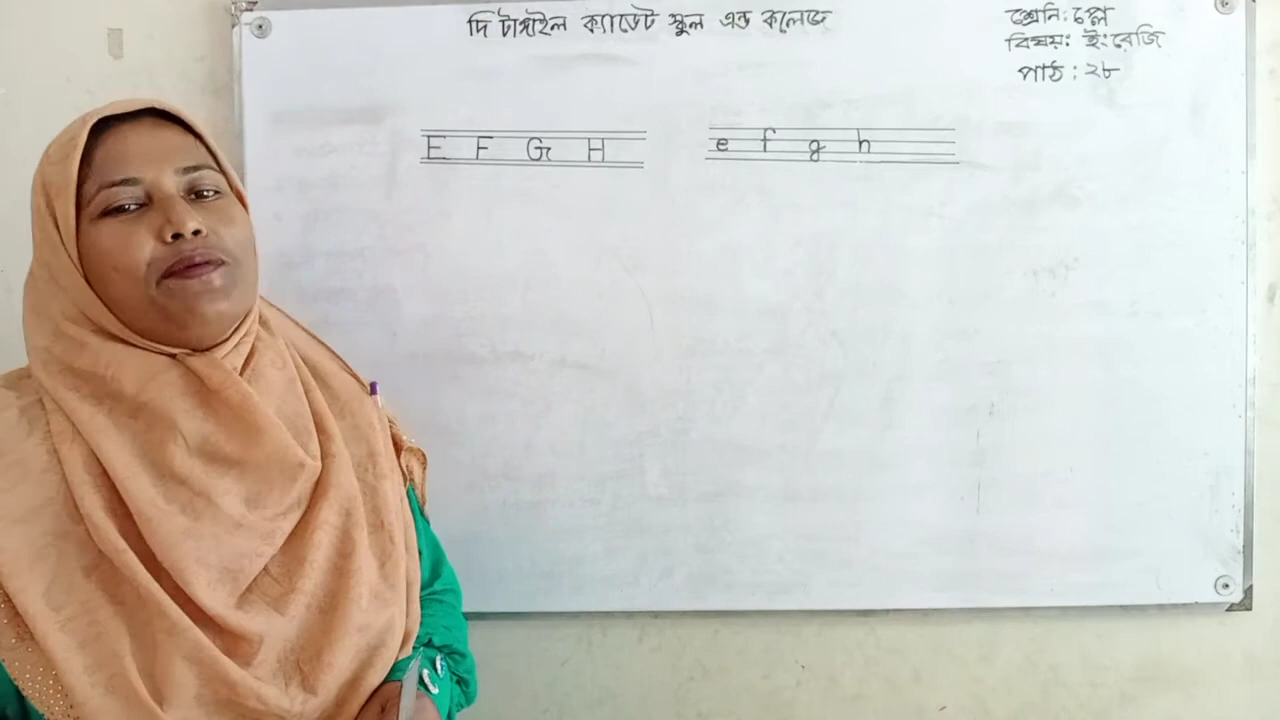 দি টাঙ্গাইল ক্যাডেট স্কুল এন্ড কলেজ
শ্রেনি: প্লে
বিষয়: ইংরেজি
পাঠ : ২৮
E F G H
e f g h